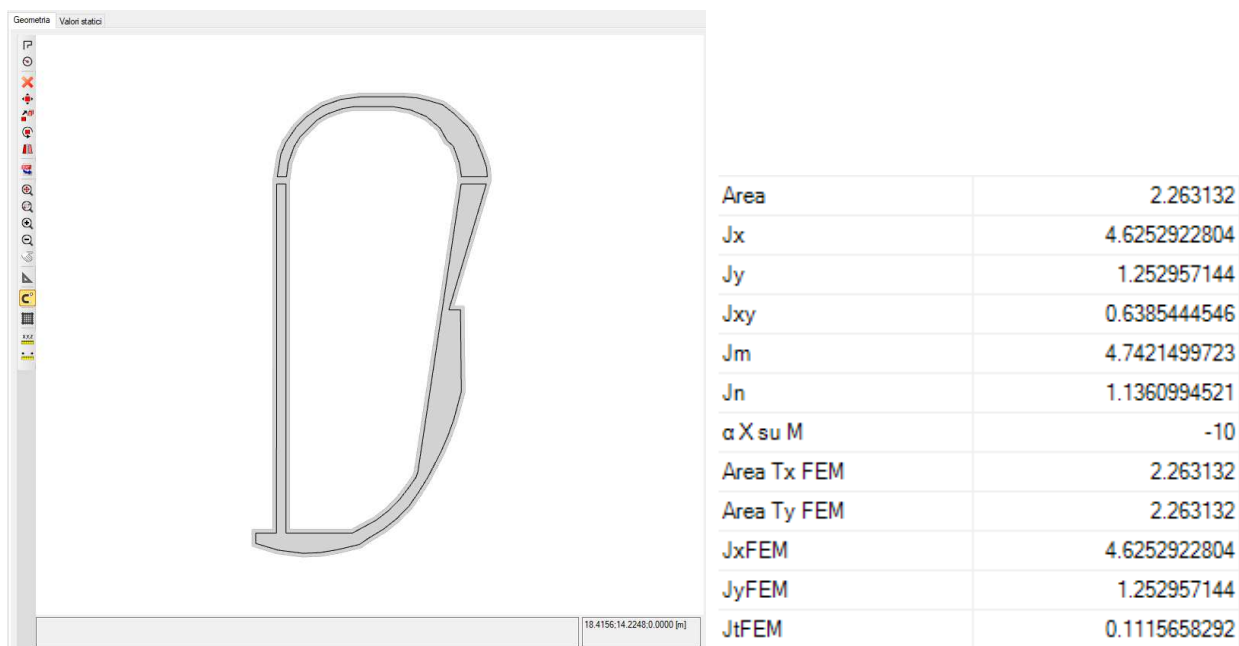 Geometria Valori statici
18.4156;14.2248;0.0000 [m]
Area 2.263132
Jx 4.6252922804
Jy 1.252957144
Jxy 0.6385444546
Jm 4.7421499723
Jn 1.1360994521
α X su M -10
Area Tx FEM 2.263132
Area Ty FEM 2.263132
JxFEM 4.6252922804
JyFEM 1.252957144
JtFEM 0.1115658292